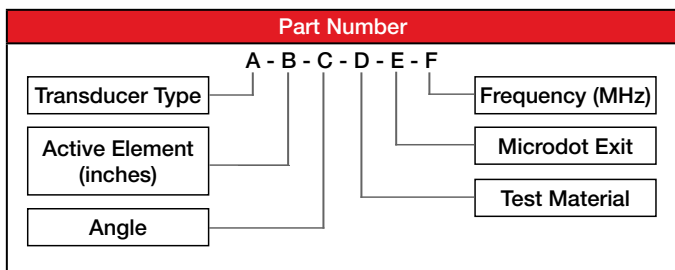 Part Number
A - B - C - D - E - F
Transducer Type
Active Element
(inches)
Angle
Frequency (MHz)
Microdot Exit
Test Material